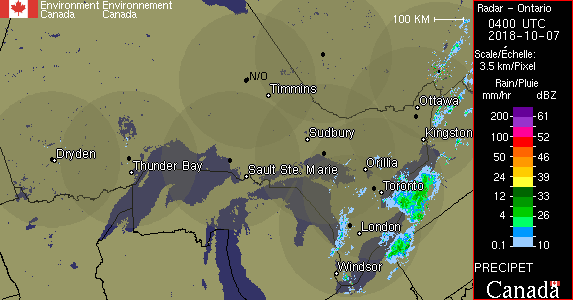 Environment Environnement
Canada Canada
100 KM
N/O
Timmins
Ottawa
Sudbury
Kingston
Dryden
Thunder Bay
Sault Ste. Marie
Orillia
Toronto
London
Windsor
Radar - Ontario
0400 UTC
2018-10-07
Scale/Échelle:
3.5 km/Pixel
Rain/Pluie
mm/hr dBZ
200 61
100 52
50 46
24 39
12 34
4 26
0.1 10
PRECIPET
Canada